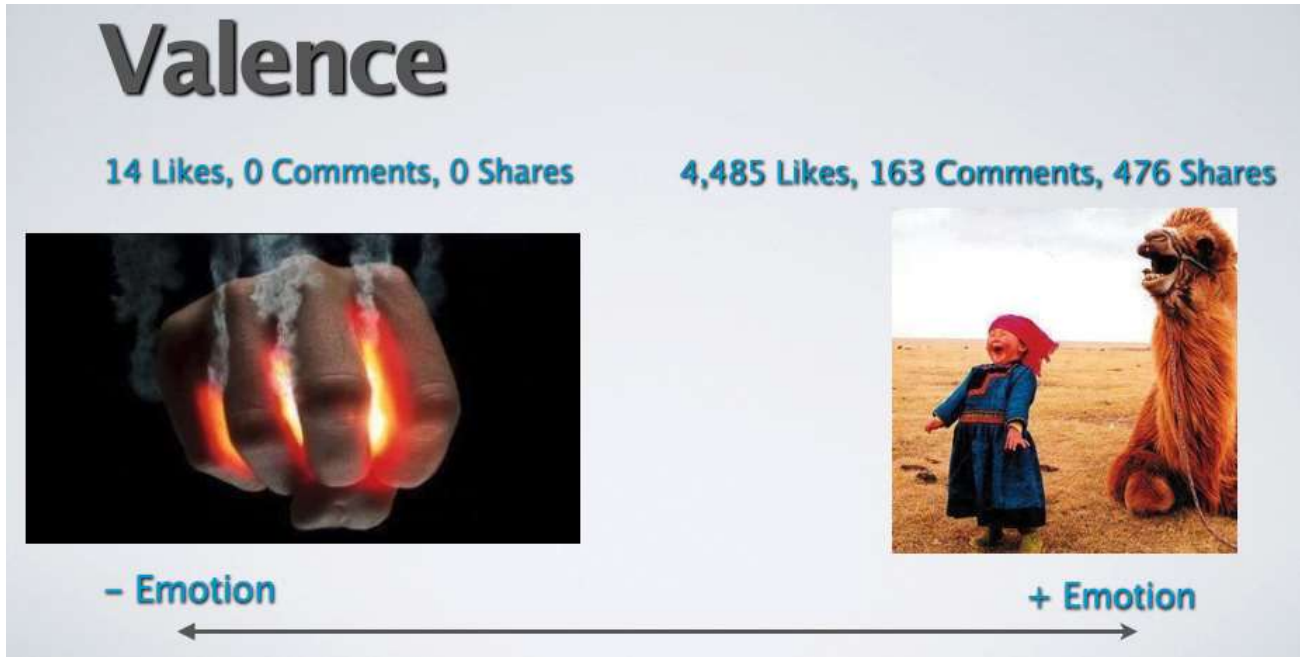 Valence
14 Likes, 0 Comments, 0 Shares
4,485 Likes, 163 Comments, 476 Shares
– Emotion
+ Emotion